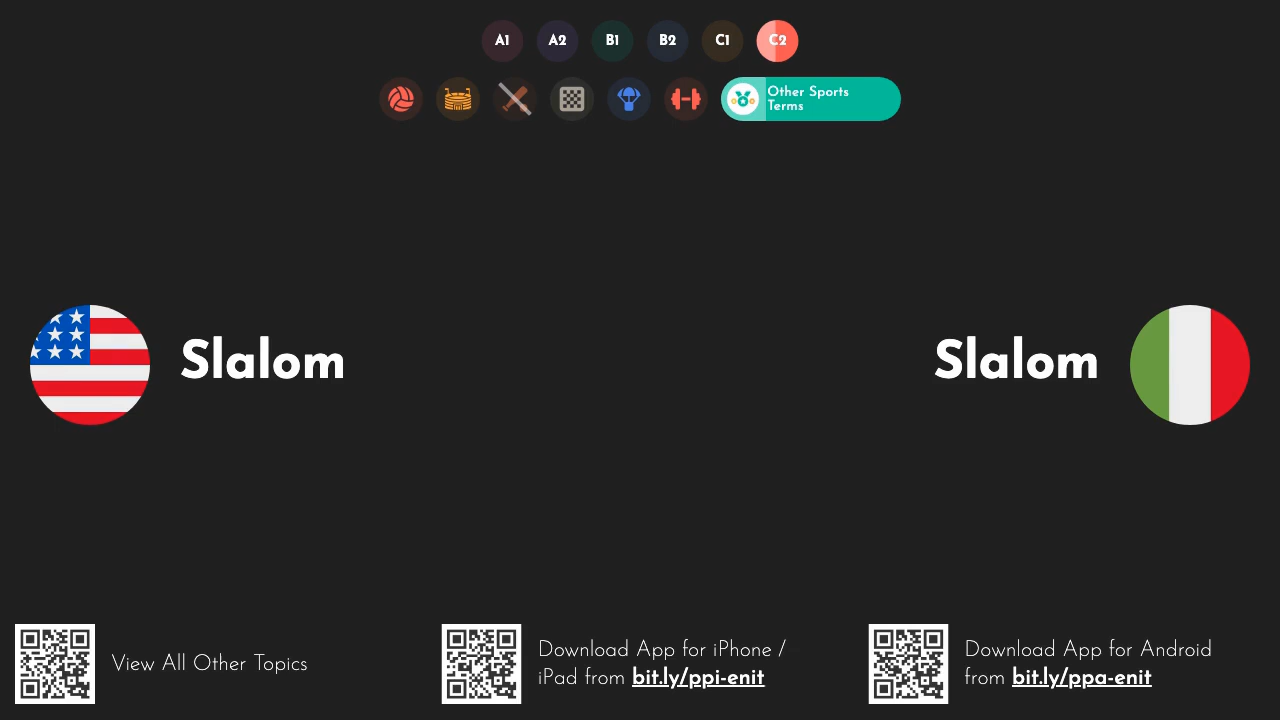 A1 A2 B1 B2 C1 C2
Other Sports
Terms
Slalom
Slalom
View All Other Topics
Download App for iPhone /
iPad from bit.ly/ppi-enit
Download App for Android
from bit.ly/ppa-enit